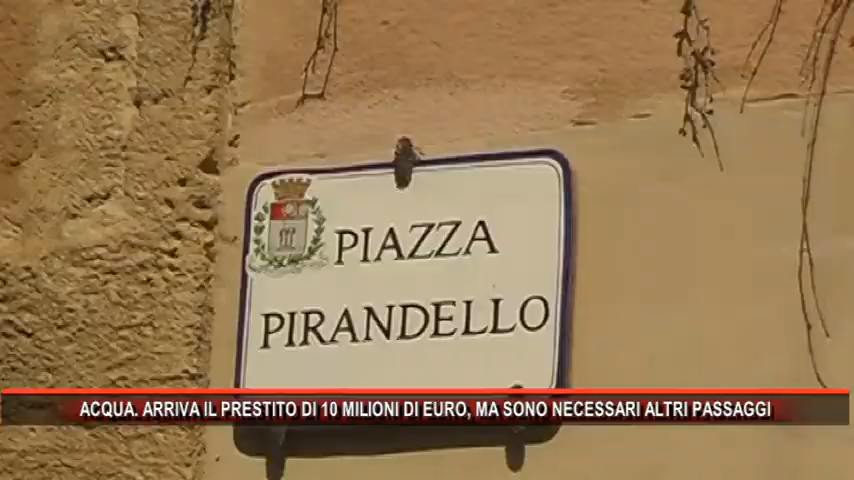 PIAZZA
PIRANDELLO
ACQUA. ARRIVA IL PRESTITO DI 10 MILIONI DI EURO, MA SONO NECESSARI ALTRI PASSAGGI